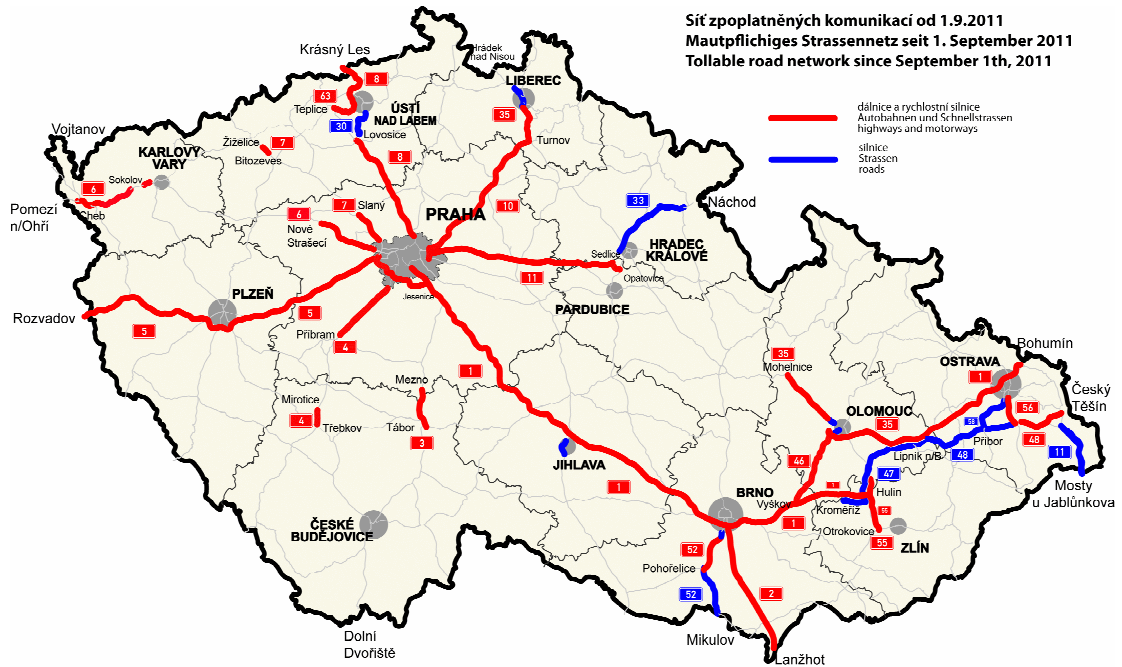 Síť zpoplatněných komunikací od 1.9.2011
Mautpflichiges Strassennetz seit 1. September 2011
Tollable road network since September 1th, 2011
dálnice a rychlostní silnice
Autobahnen und Schnellstrassen
highways and motorways
silnice
Strassen
roads
Krásný Les
Hrádek
nad Nisou
8
LIBEREC
63
Teplice
ÚSTÍ
NAD LABEM
35
30
Lovosice
Vojtanov
Žiželice
7
Bitozeves
Turnov
KARLOVY
VARY
8
Sokolov
6
Cheb
Pomezí
n/Ohří
7
Slaný
6
Nové
Strašecí
PRAHA
10
33
Náchod
HRADEC
KRÁLOVÉ
Sedlice
11
Opatovice
PARDUBICE
Jesenice
PLZEŇ
Rozvadov
5
5
Příbram
4
1
Mezno
Mirotice
4
Třebkov
Tábor
3
35
Mohelnice
Bohumín
OSTRAVA
1
Český
Těšín
56
OLOMOUC
35
58
Příbor
48
Lipník n/B
48
11
Mosty
u Jablůnkova
JIHLAVA
46
47
1
1
BRNO
Vyškov
Hulín
Kroměříž
1
55
Otrokovice
55
ZLÍN
ČESKÉ
BUDĚJOVICE
52
Pohořelice
52
2
Mikulov
Lanžhot
Dolní
Dvořiště